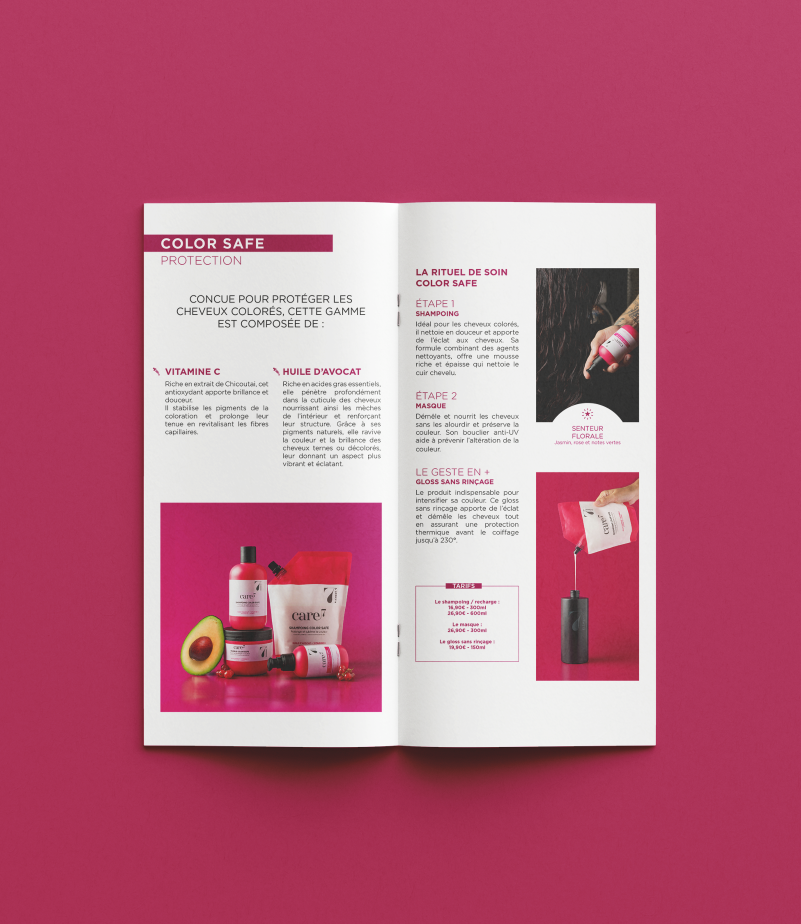 COLOR SAFE
PROTECTION
CONCUE POUR PROTÉGER LES
CHEVEUX COLORÉS, CETTE GAMME
EST COMPOSÉE DE :
VITAMINE C
Riche en extrait de Chicoutai, cet
antioxydant apporte brillance et
douceur.
Il stabilise les pigments de la
coloration et prolonge leur
tenue en revitalisant les fibres
capillaires.
HUILE D'AVOCAT
Riche en acides gras essentiels,
elle pénètre profondément
dans la cuticule des cheveux
nourrissant ainsi les mèches
de l'intérieur et renforçant
leur structure. Grâce à ses
pigments naturels, elle ravive
la couleur et la brillance des
cheveux ternes ou décolorés,
leur donnant un aspect plus
vibrant et éclatant.
care7
care7
SHAMPOING COLOR SAFE
care7
care7
LA RITUEL DE SOIN
COLOR SAFE
ÉTAPE 1
SHAMPOING
Idéal pour les cheveux colorés,
il nettoie en douceur et apporte
de l'éclat aux cheveux. Sa
formule combinant des agents
nettoyants, offre une mousse
riche et épaisse qui nettoie le
cuir chevelu.
ÉTAPE 2
MASQUE
Démêle et nourrit les cheveux
sans les alourdir et préserve la
couleur. Son bouclier anti-UV
aide à prévenir l'altération de la
couleur.
LE GESTE EN +
GLOSS SANS RINÇAGE
Le produit indispensable pour
intensifier sa couleur. Ce gloss
sans rinçage apporte de l'éclat
et démêle les cheveux tout
en assurant une protection
thermique avant le coiffage
jusqu'à 230°.
TARIFS
Le shampoing / recharge :
16,90€ - 300ml
26,90€ - 600ml
Le masque :
26,90€ - 300ml
Le gloss sans rinçage :
19,90€ - 150ml
SENTEUR
FLORALE
Jasmin, rose et notes vertes
care7